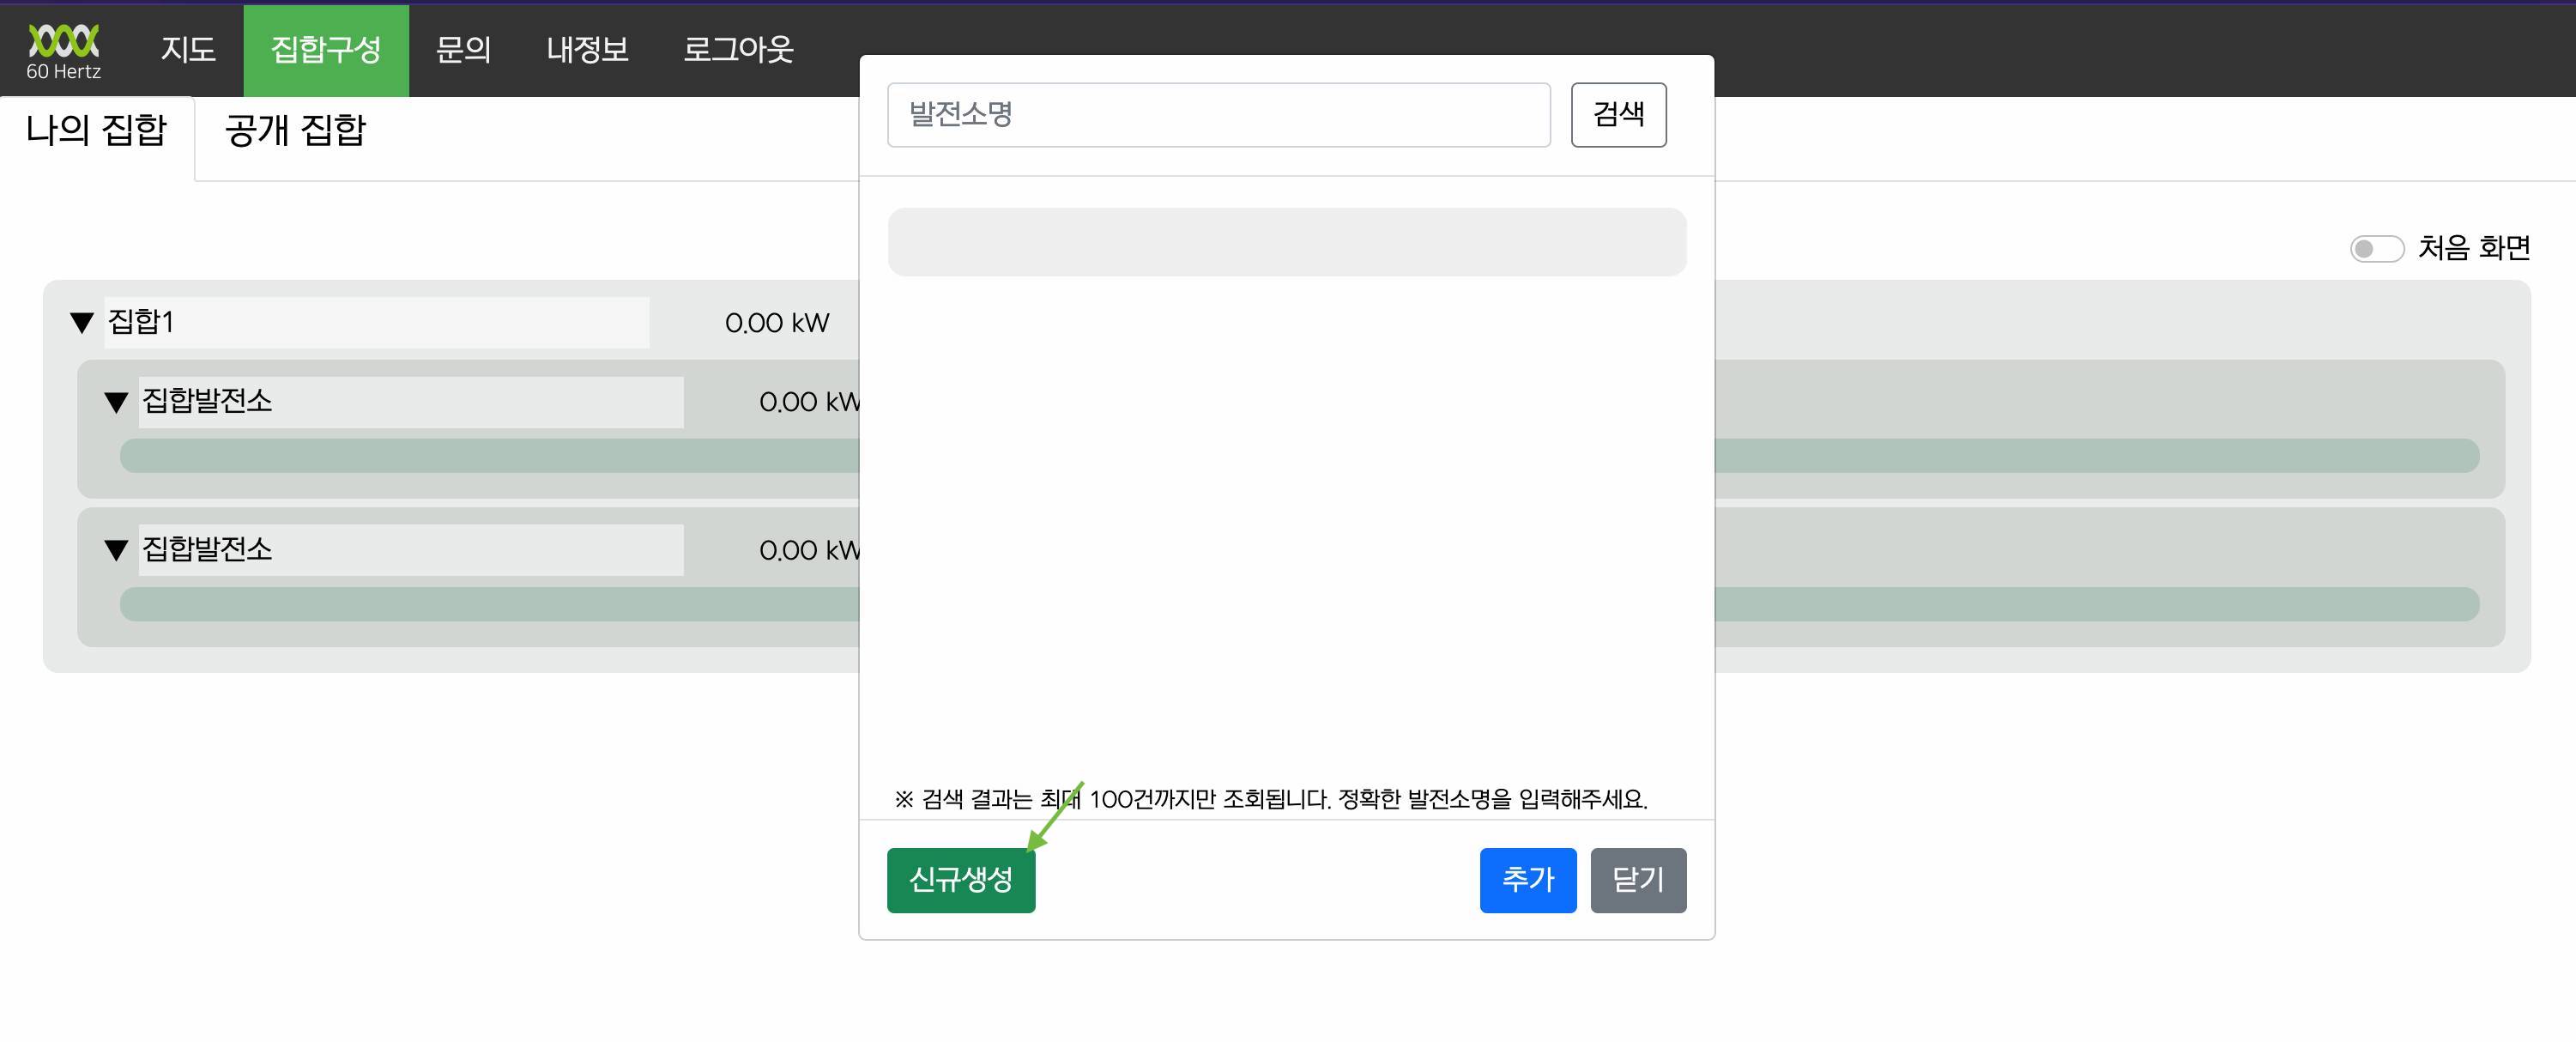 60 Hertz
지도 집합구성 문의 내정보 로그아웃
나의 집합 공개 집합
처음 화면
집합1 0.00 kW
집합발전소 0.00 kW
집합발전소 0.00 kW
발전소명 검색
※ 검색 결과는 최대 100건까지만 조회됩니다. 정확한 발전소명을 입력해주세요.
신규생성 추가 닫기